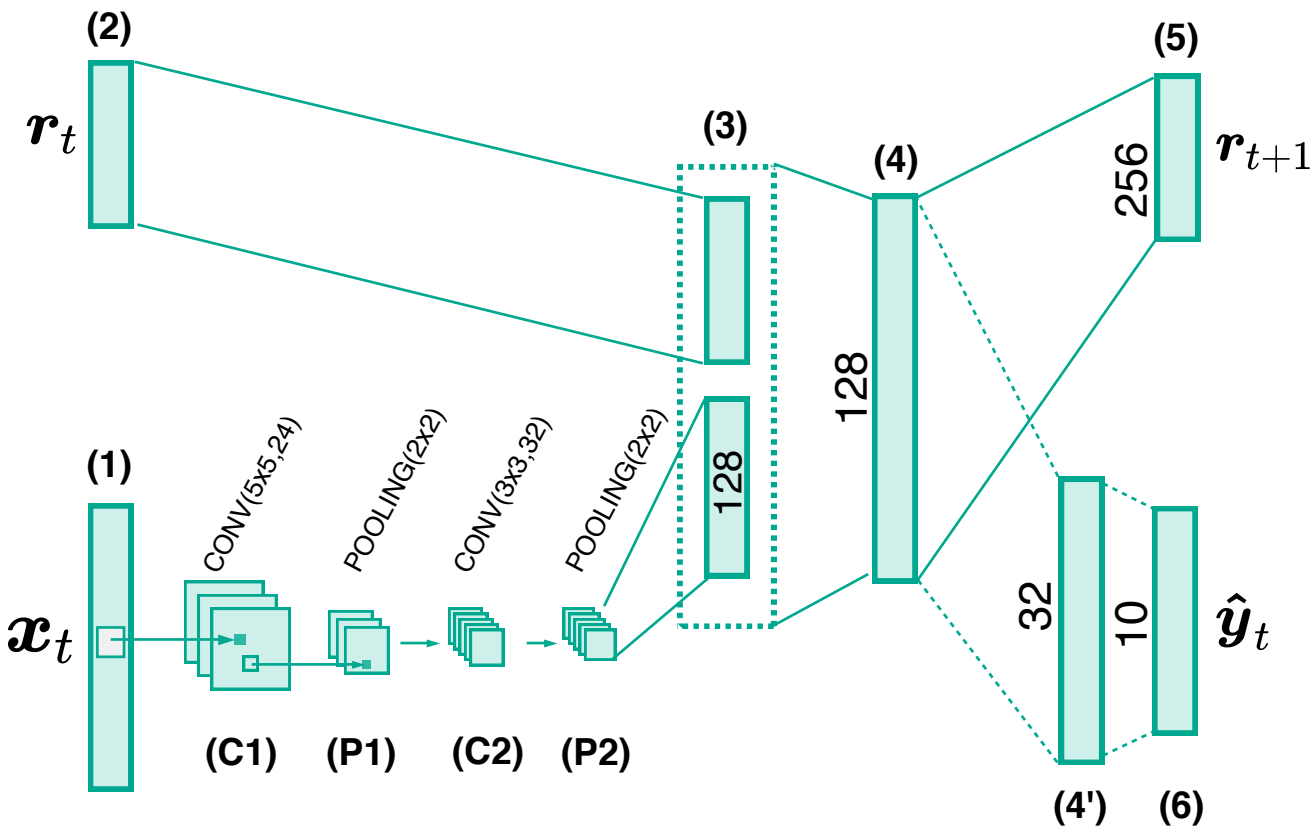 (2)
r_t
(3)
(4)
(5)
256
r_{t+1}
128
(1)
x_t
CONV(5x5,24)
POOLING(2x2)
CONV(3x3,32)
POOLING(2x2)
128
(C1)
(P1)
(C2)
(P2)
32
10
ŷ_t
(4')
(6)